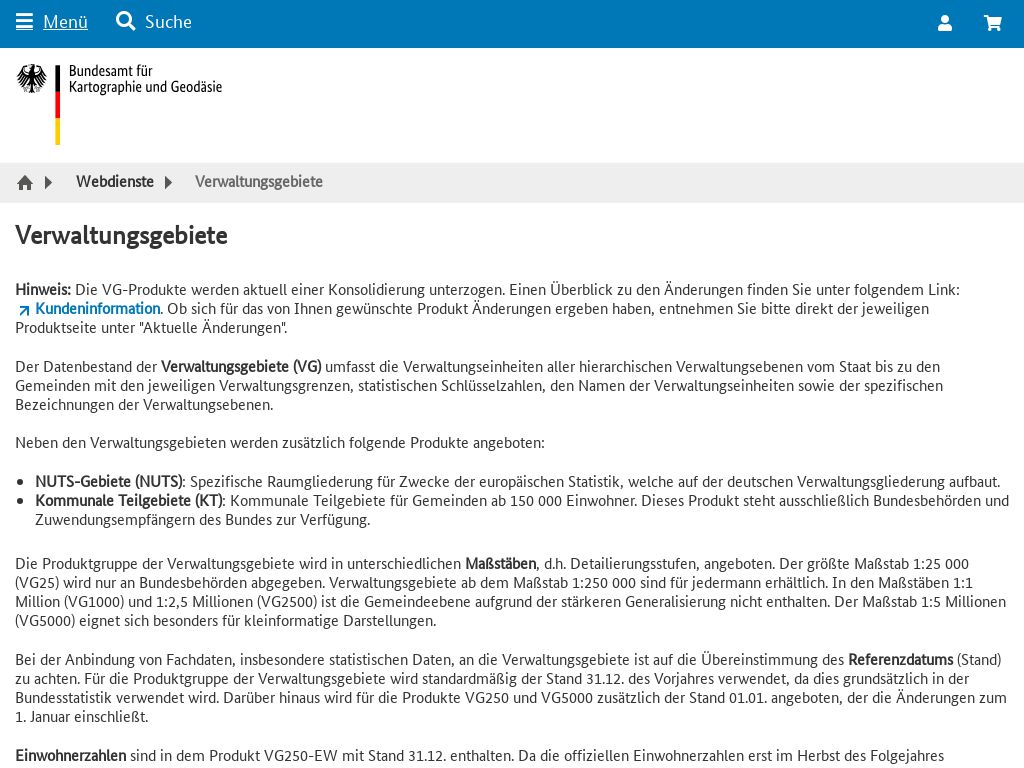 Menü Suche
Bundesamt für
Kartographie und Geodäsie
Webdienste Verwaltungsgebiete
Verwaltungsgebiete
Hinweis: Die VG-Produkte werden aktuell einer Konsolidierung unterzogen. Einen Überblick zu den Änderungen finden Sie unter folgendem Link:
Kundeninformation. Ob sich für das von Ihnen gewünschte Produkt Änderungen ergeben haben, entnehmen Sie bitte direkt der jeweiligen
Produktseite unter "Aktuelle Änderungen".
Der Datenbestand der Verwaltungsgebiete (VG) umfasst die Verwaltungseinheiten aller hierarchischen Verwaltungsebenen vom Staat bis zu den
Gemeinden mit den jeweiligen Verwaltungsgrenzen, statistischen Schlüsselzahlen, den Namen der Verwaltungseinheiten sowie der spezifischen
Bezeichnungen der Verwaltungsebenen.
Neben den Verwaltungsgebieten werden zusätzlich folgende Produkte angeboten:
• NUTS-Gebiete (NUTS): Spezifische Raumgliederung für Zwecke der europäischen Statistik, welche auf der deutschen Verwaltungsgliederung aufbaut.
• Kommunale Teilgebiete (KT): Kommunale Teilgebiete für Gemeinden ab 150 000 Einwohner. Dieses Produkt steht ausschließlich Bundesbehörden und
Zuwendungsempfängern des Bundes zur Verfügung.
Die Produktgruppe der Verwaltungsgebiete wird in unterschiedlichen Maßstäben, d.h. Detailierungsstufen, angeboten. Der größte Maßstab 1:25 000
(VG25) wird nur an Bundesbehörden abgegeben. Verwaltungsgebiete ab dem Maßstab 1:250 000 sind für jedermann erhältlich. In den Maßstäben 1:1
Million (VG1000) und 1:2,5 Millionen (VG2500) ist die Gemeindeebene aufgrund der stärkeren Generalisierung nicht enthalten. Der Maßstab 1:5 Millionen
(VG5000) eignet sich besonders für kleinformatige Darstellungen.
Bei der Anbindung von Fachdaten, insbesondere statistischen Daten, an die Verwaltungsgebiete ist auf die Übereinstimmung des Referenzdatums (Stand)
zu achten. Für die Produktgruppe der Verwaltungsgebiete wird standardmäßig der Stand 31.12. des Vorjahres verwendet, da dies grundsätzlich in der
Bundesstatistik verwendet wird. Darüber hinaus wird für die Produkte VG250 und VG5000 zusätzlich der Stand 01.01. angeboten, der die Änderungen zum
1. Januar einschließt.
Einwohnerzahlen sind in dem Produkt VG250-EW mit Stand 31.12. enthalten. Da die offiziellen Einwohnerzahlen erst im Herbst des Folgejahres